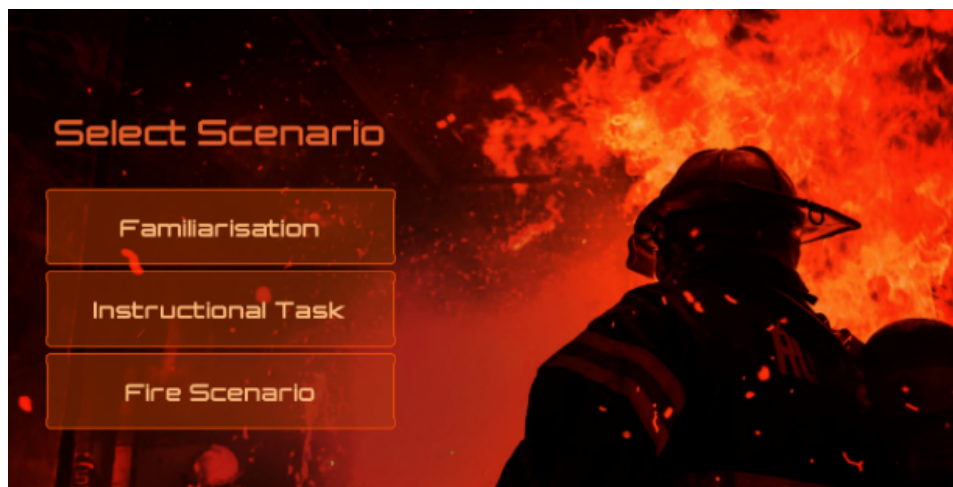 Select Scenario
Familiarisation
Instructional Task
Fire Scenario